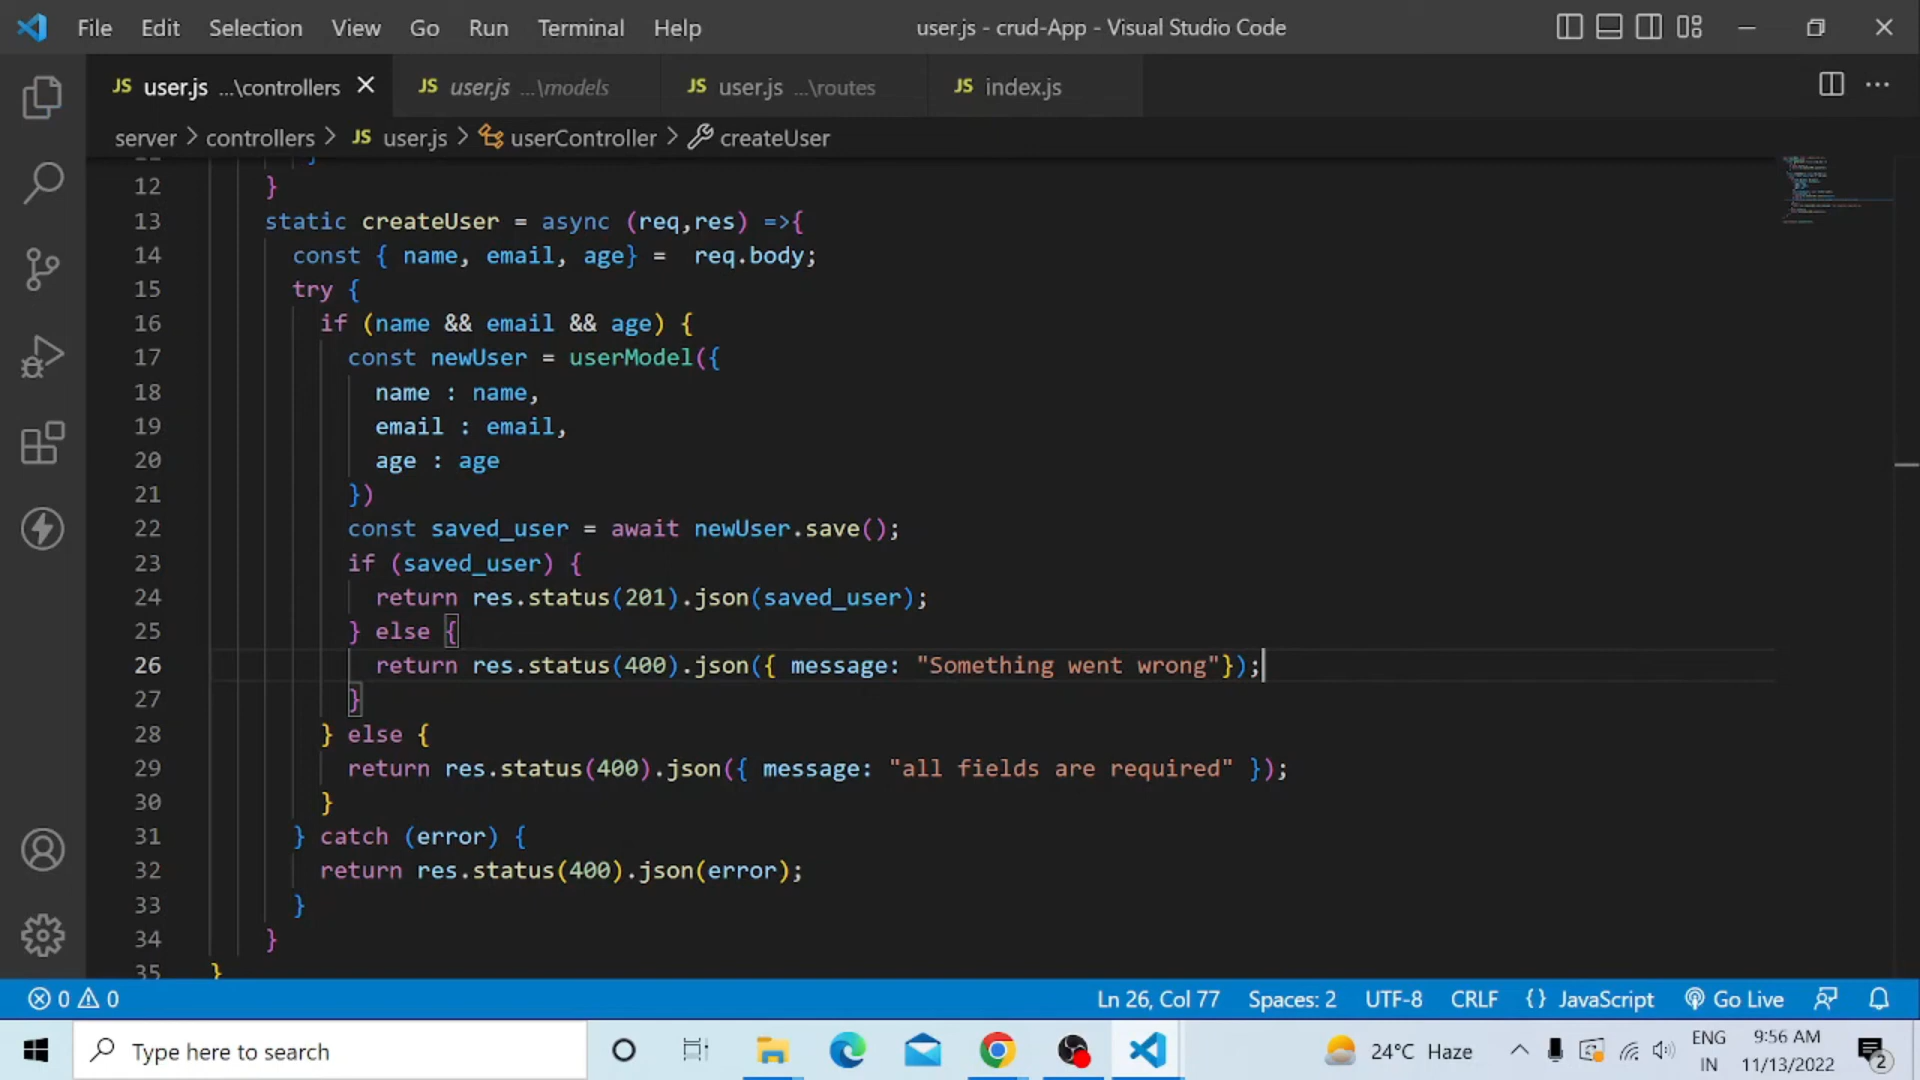 File Edit Selection View Go Run Terminal Help user.js - crud-App - Visual Studio Code
JS user.js ...\controllers JS user.js ...\models JS user.js ...\routes JS index.js
server > controllers > JS user.js > userController > createUser
12 }
13 static createUser = async (req,res) =>{
14 const { name, email, age} =  req.body;
15 try {
16 if (name && email && age) {
17 const newUser = userModel({
18 name : name,
19 email : email,
20 age : age
21 })
22 const saved_user = await newUser.save();
23 if (saved_user) {
24 return res.status(201).json(saved_user);
25 } else {
26 return res.status(400).json({ message: "Something went wrong"});
27 }
28 } else {
29 return res.status(400).json({ message: "all fields are required" });
30 }
31 } catch (error) {
32 return res.status(400).json(error);
33 }
34 }
35 }
0 0 Ln 26, Col 77 Spaces: 2 UTF-8 CRLF {} JavaScript Go Live
Type here to search 24°C Haze ENG IN 9:56 AM 11/13/2022 2